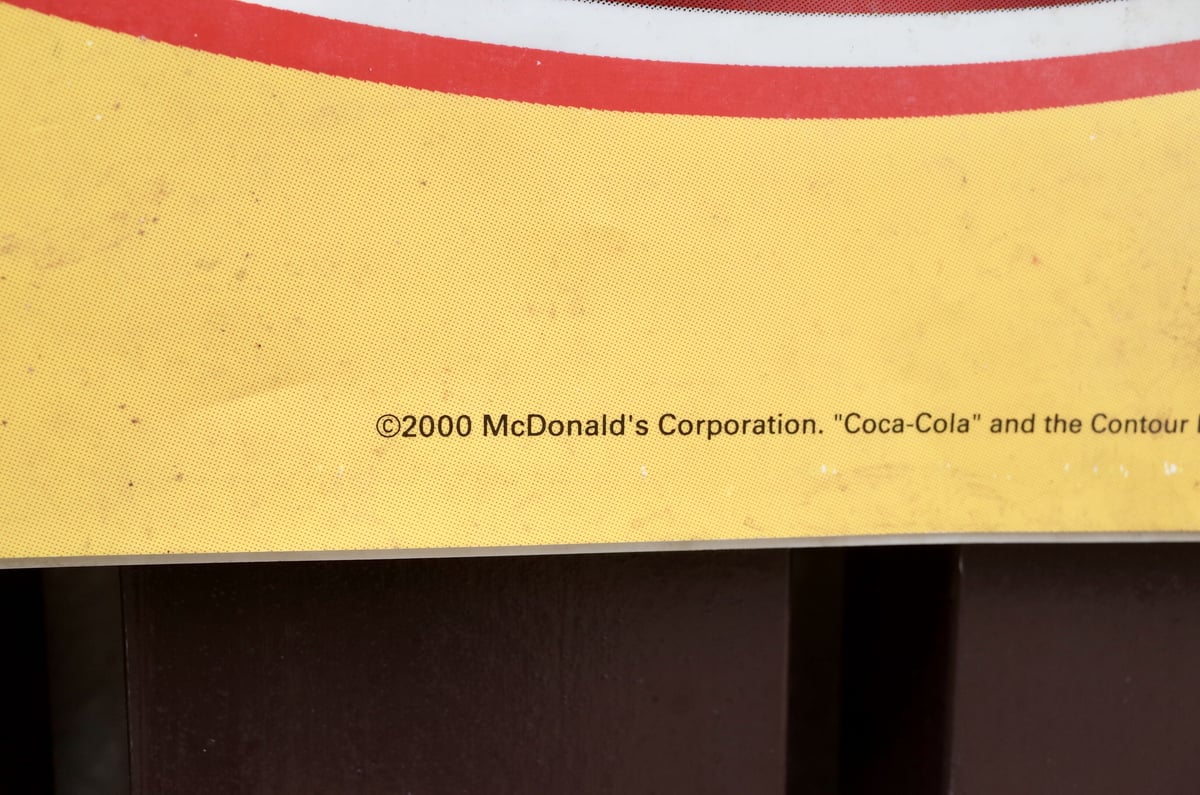 ©2000 McDonald's Corporation. "Coca-Cola" and the Contour